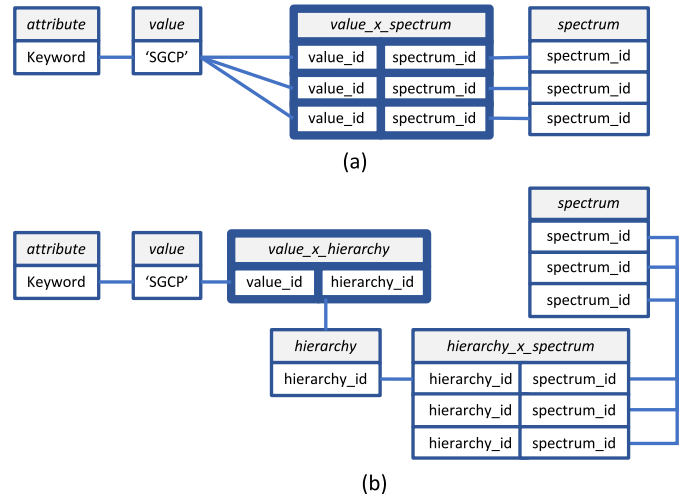 attribute value value_x_spectrum spectrum
Keyword 'SGCP' value_id spectrum_id spectrum_id
value_id spectrum_id spectrum_id
value_id spectrum_id spectrum_id
(a)
spectrum
attribute value value_x_hierarchy spectrum_id
Keyword 'SGCP' value_id hierarchy_id spectrum_id
spectrum_id
hierarchy hierarchy_x_spectrum
hierarchy_id hierarchy_id spectrum_id
hierarchy_id spectrum_id
hierarchy_id spectrum_id
(b)